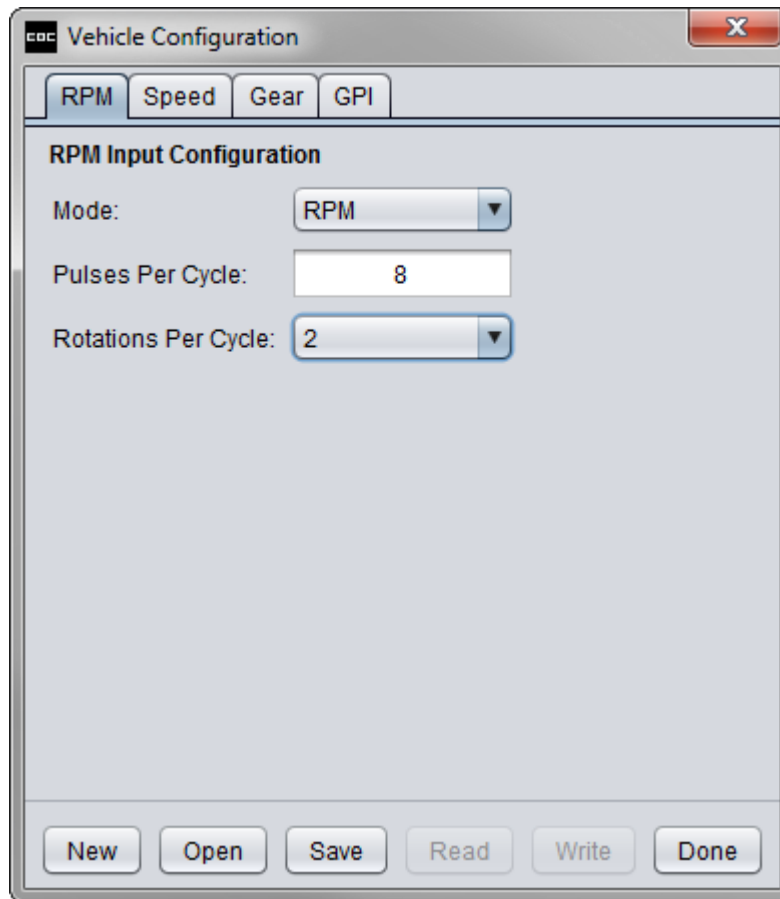 COC Vehicle Configuration X
RPM Speed Gear GPI
RPM Input Configuration
Mode: RPM
Pulses Per Cycle: 8
Rotations Per Cycle: 2
New Open Save Read Write Done